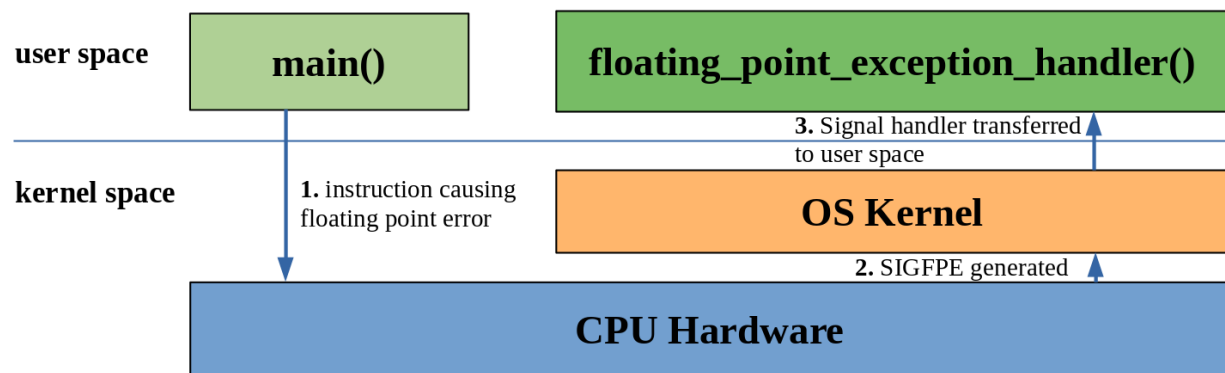 user space
main()
floating_point_exception_handler()
3. Signal handler transferred
to user space
kernel space
1. instruction causing
floating point error
OS Kernel
2. SIGFPE generated
CPU Hardware